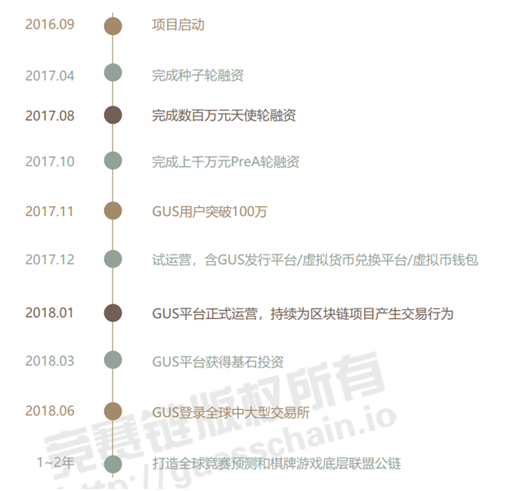 2016.09 项目启动
2017.04 完成种子轮融资
2017.08 完成数百万元天使轮融资
2017.10 完成上千万元PreA轮融资
2017.11 GUS用户突破100万
2017.12 试运营，含GUS发行平台/虚拟货币兑换平台/虚拟币钱包
2018.01 GUS平台正式运营，持续为区块链项目产生交易行为
2018.03 GUS平台获得基石投资
2018.06 GUS登录全球中大型交易所
1~2年 打造全球竞赛预测和棋牌游戏底层联盟公链
竞赛链版权所有
http://guesschain.io